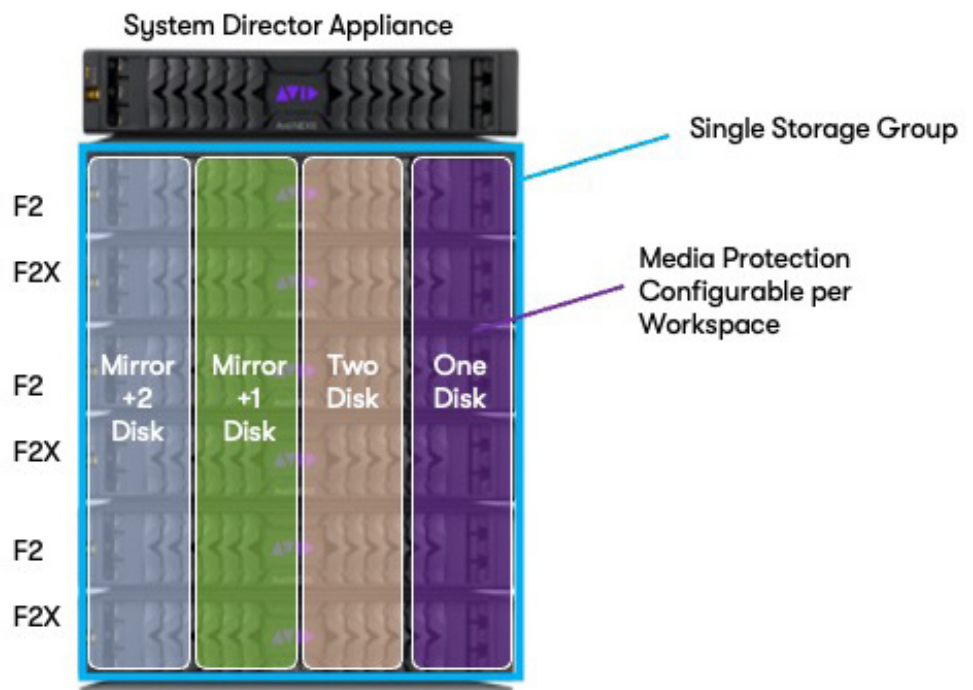 System Director Appliance
AVID
Single Storage Group
F2
F2X
Media Protection
Configurable per
Workspace
F2
Mirror
+2
Disk
Mirror
+1
Disk
Two
Disk
One
Disk
F2X
F2
F2X